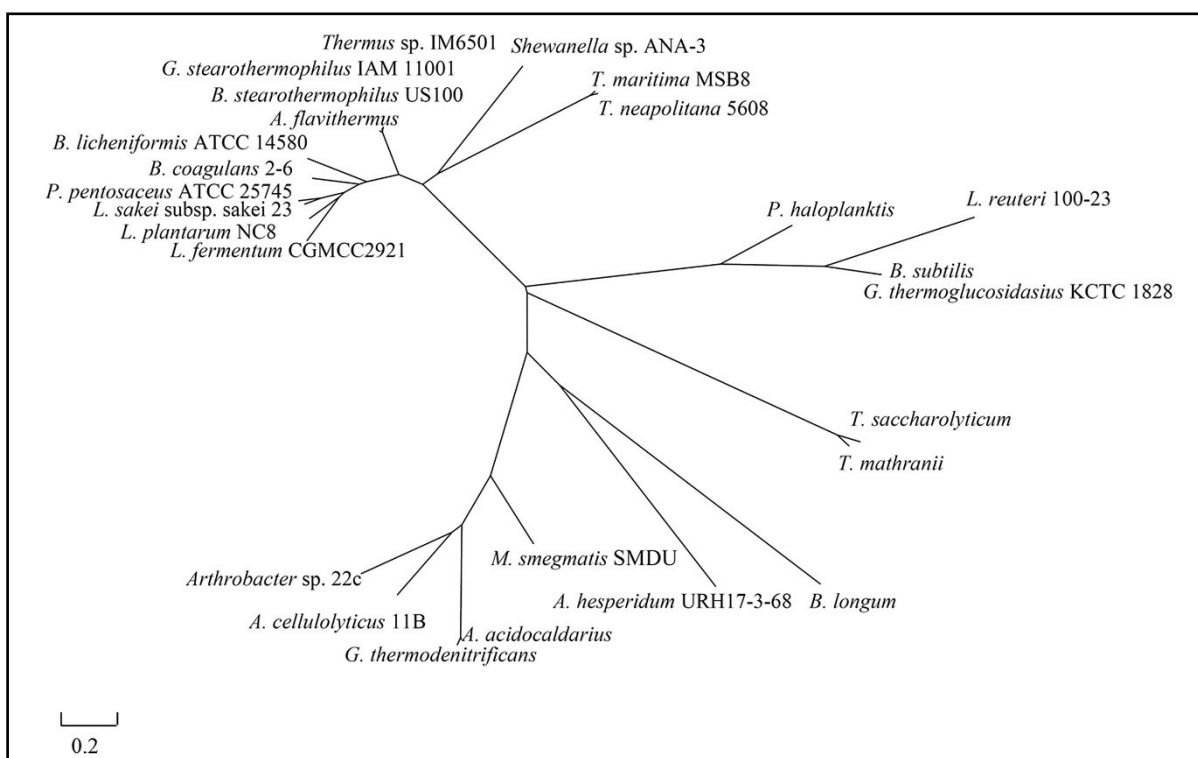 Thermus sp. IM6501
Shewanella sp. ANA-3
G. stearothermophilus IAM 11001
T. maritima MSB8
B. stearothermophilus US100
T. neapolitana 5608
A. flavithermus
B. licheniformis ATCC 14580
B. coagulans 2-6
P. pentosaceus ATCC 25745
L. sakei subsp. sakei 23
L. plantarum NC8
L. fermentum CGMCC2921
P. haloplanktis
L. reuteri 100-23
B. subtilis
G. thermoglucosidasius KCTC 1828
T. saccharolyticum
T. mathranii
M. smegmatis SMDU
Arthrobacter sp. 22c
A. hesperidum URH17-3-68
B. longum
A. cellulolyticus 11B
A. acidocaldarius
G. thermodenitrificans
0.2